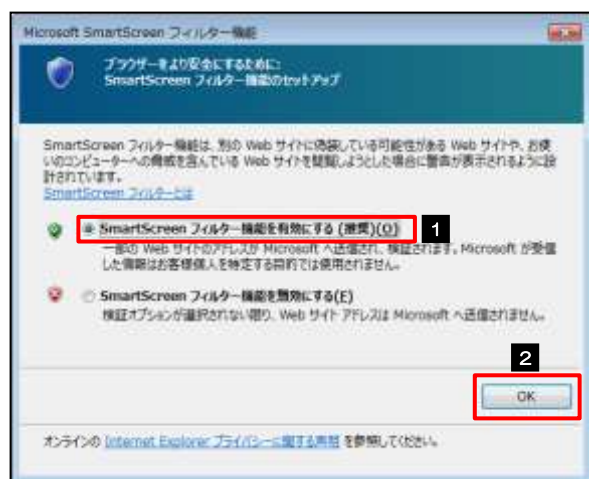 Microsoft SmartScreen フィルター機能
ブラウザーをより安全にするために:
SmartScreen フィルター機能のセットアップ
SmartScreen フィルター機能は、別の Web サイトに偽装している可能性がある Web サイトや、お使
いのコンピューターへの脅威を含んでいる Web サイトを閲覧しようとした場合に警告が表示されるように設
計されています。
SmartScreen フィルターとは
SmartScreen フィルター機能を有効にする (推奨)(O)
1
一部の Web サイトのアドレスが Microsoft へ送信され、検証されます。Microsoft が受信
した情報はお客様個人を特定する目的では使用されません。
SmartScreen フィルター機能を無効にする(E)
検証オプションが選択されない限り、Web サイト アドレスは Microsoft へ送信されません。
2
OK
オンラインの Internet Explorer プライバシーに関する声明 を参照してください。